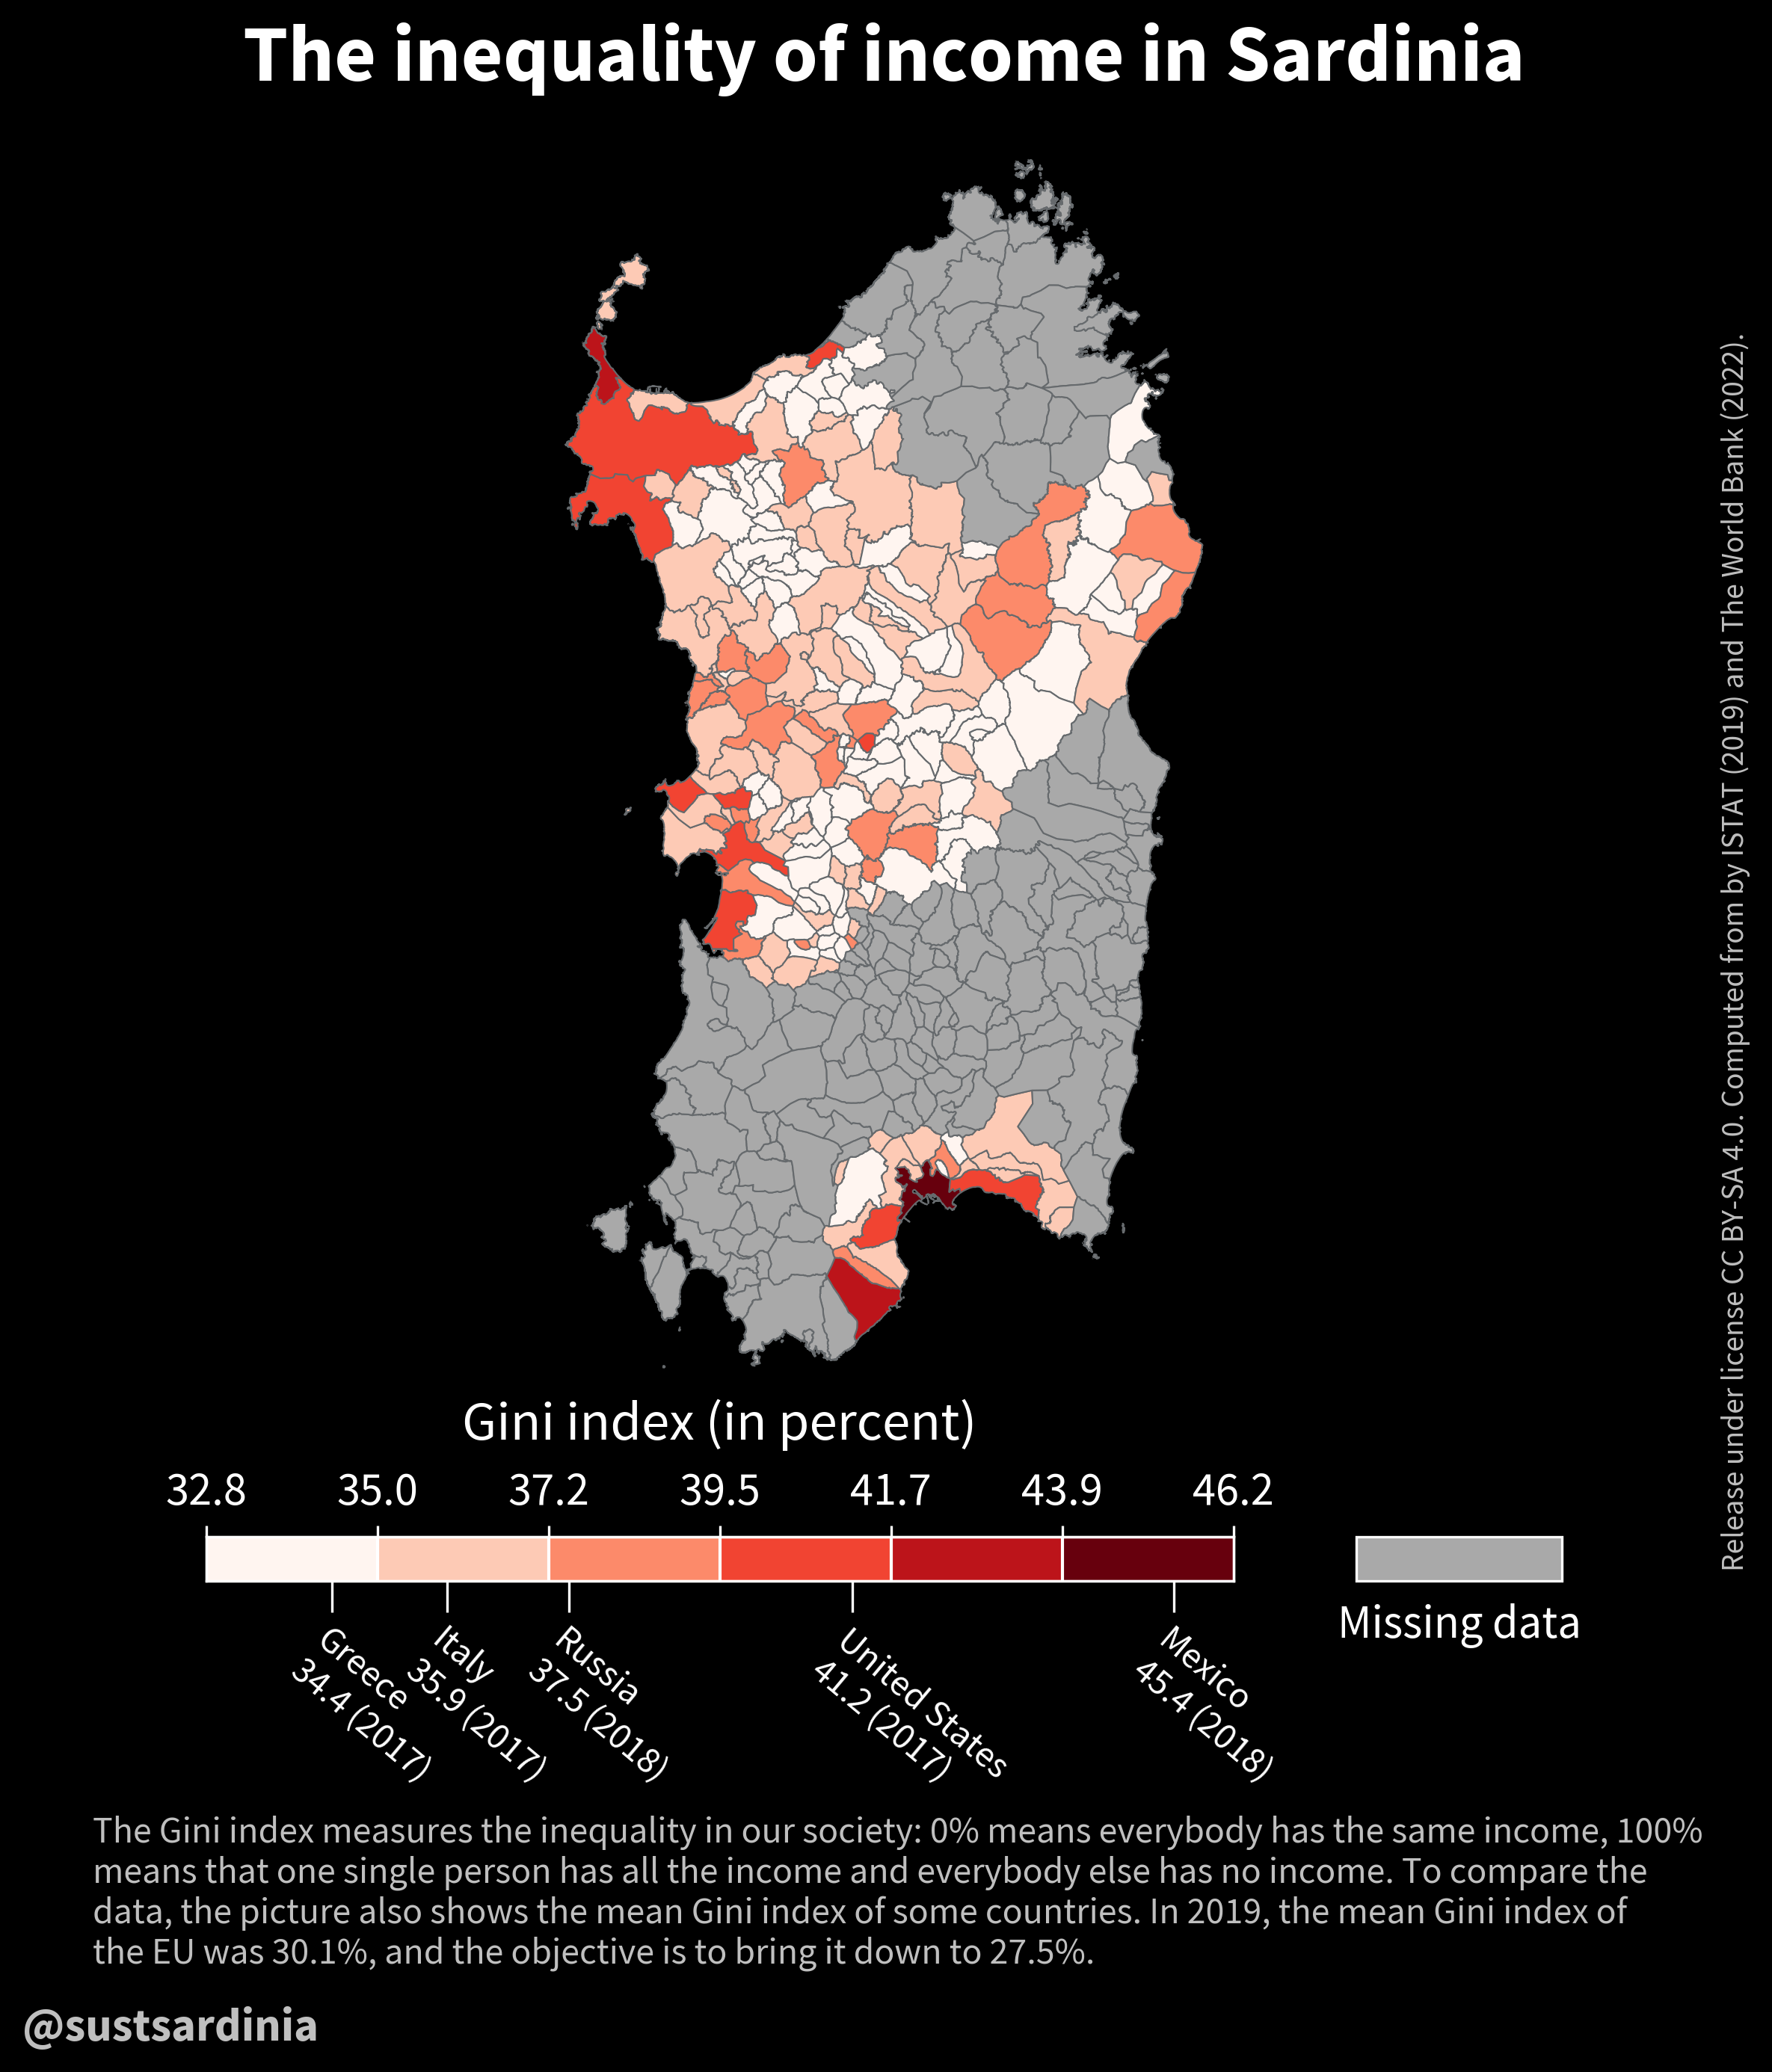 The inequality of income in Sardinia
Release under license CC BY-SA 4.0. Computed from by ISTAT (2019) and The World Bank (2022).
Gini index (in percent)
32.8 35.0 37.2 39.5 41.7 43.9 46.2
Greece
34.4 (2017)
Italy
35.9 (2017)
Russia
37.5 (2018)
United States
41.2 (2017)
Mexico
45.4 (2018)
Missing data
The Gini index measures the inequality in our society: 0% means everybody has the same income, 100%
means that one single person has all the income and everybody else has no income. To compare the
data, the picture also shows the mean Gini index of some countries. In 2019, the mean Gini index of
the EU was 30.1%, and the objective is to bring it down to 27.5%.
@sustsardinia